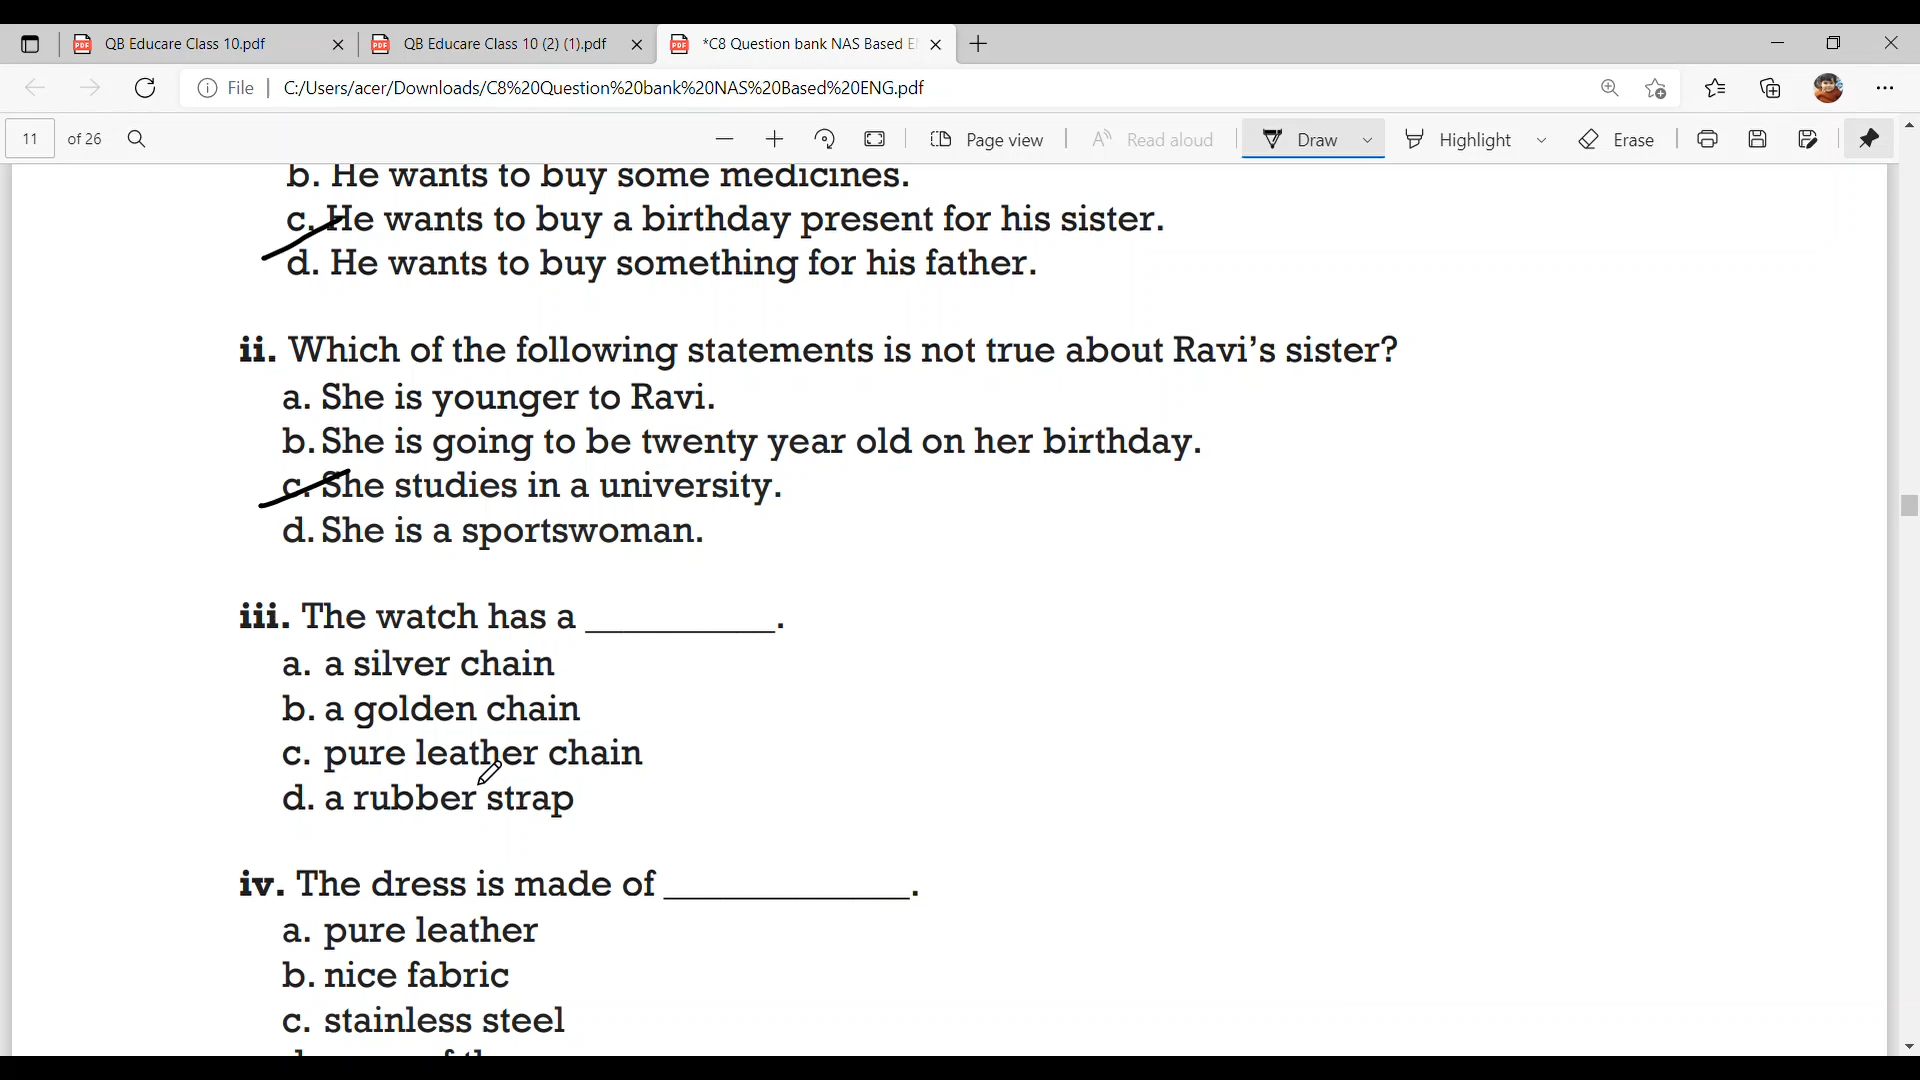 QB Educare Class 10.pdf
QB Educare Class 10 (2) (1).pdf
*C8 Question bank NAS Based E
File
C:/Users/acer/Downloads/C8%20Question%20bank%20NAS%20Based%20ENG.pdf
11 of 26
Page view
Read aloud
Draw
Highlight
Erase
b. He wants to buy some medicines.
c. He wants to buy a birthday present for his sister.
d. He wants to buy something for his father.
ii. Which of the following statements is not true about Ravi’s sister?
a. She is younger to Ravi.
b. She is going to be twenty year old on her birthday.
c. She studies in a university.
d. She is a sportswoman.
iii. The watch has a __________.
a. a silver chain
b. a golden chain
c. pure leather chain
d. a rubber strap
iv. The dress is made of _____________.
a. pure leather
b. nice fabric
c. stainless steel